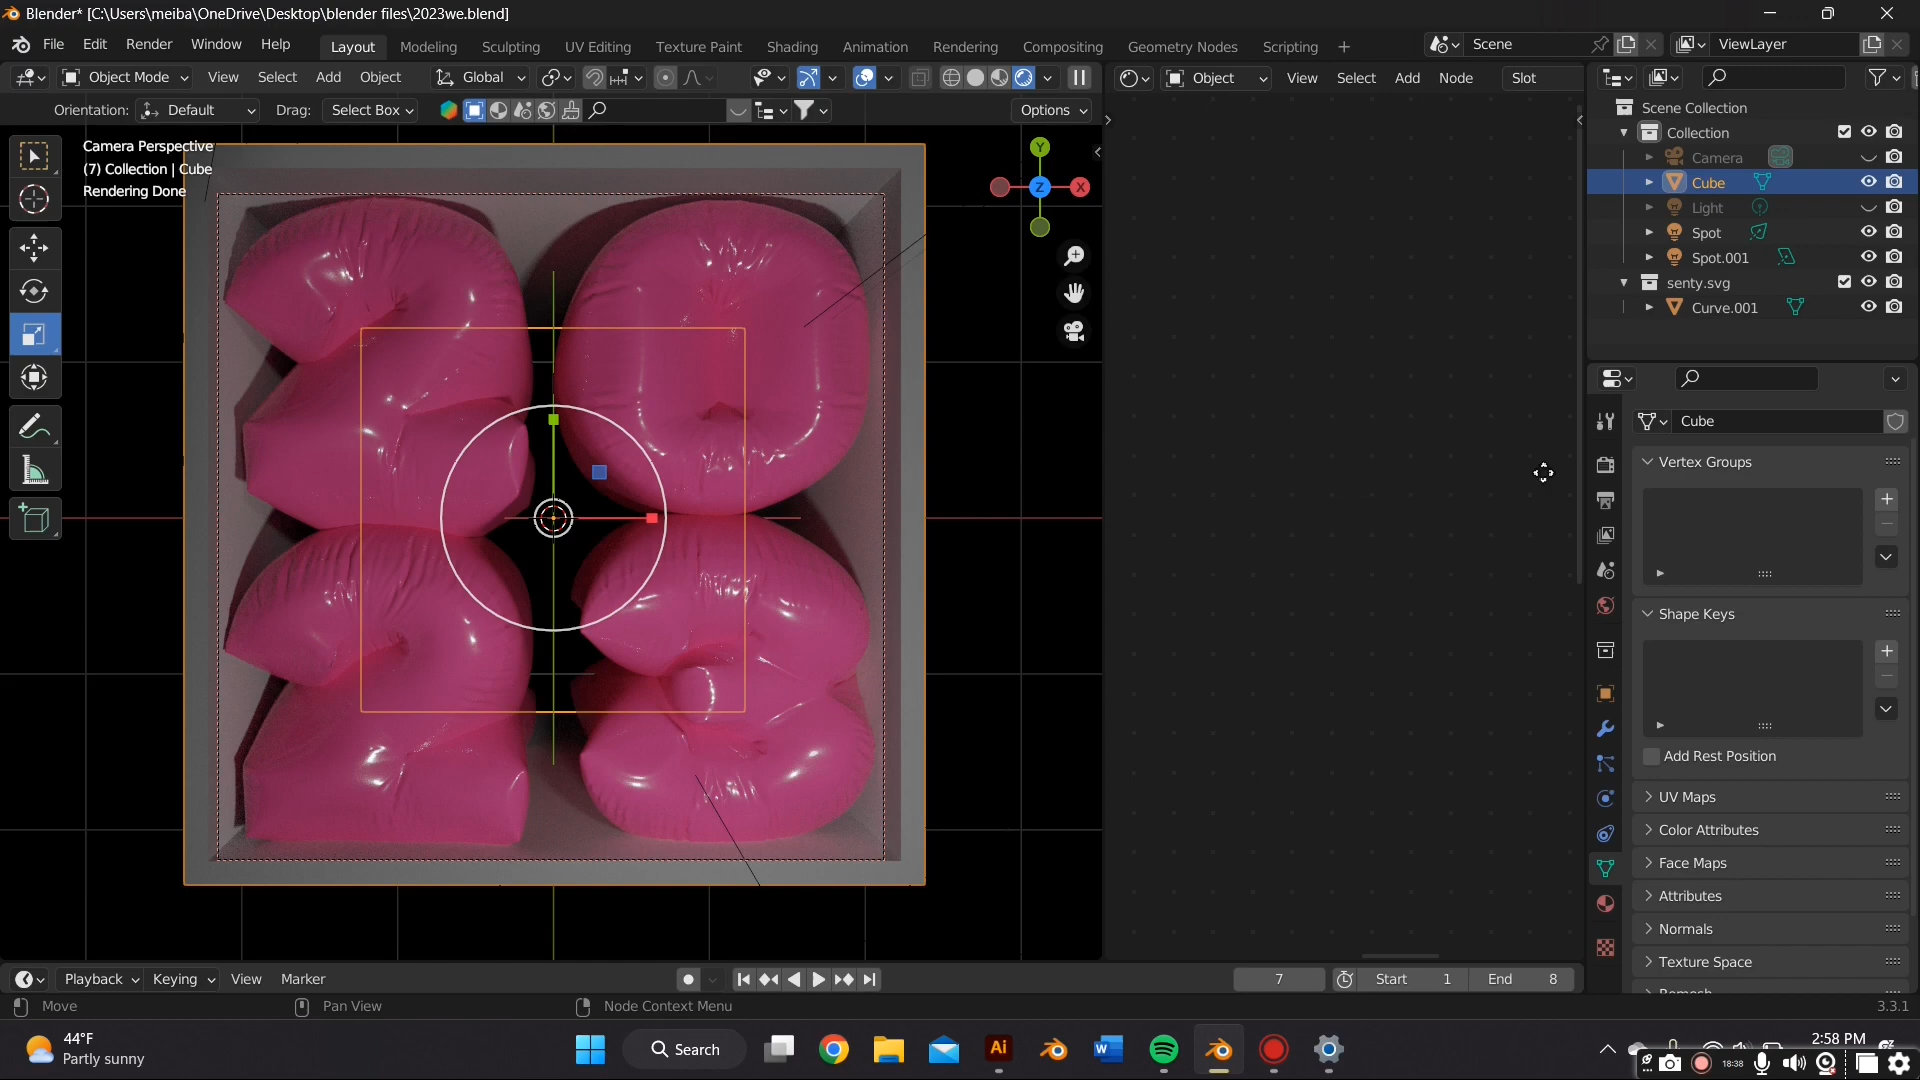 Blender* [C:\Users\meiba\OneDrive\Desktop\blender files\2023we.blend]
File Edit Render Window Help Layout Modeling Sculpting UV Editing Texture Paint Shading Animation Rendering Compositing Geometry Nodes Scripting + Scene ViewLayer
Object Mode View Select Add Object Global Object View Select Add Node Slot
Orientation: Default Drag: Select Box Options
Camera Perspective
(7) Collection | Cube
Rendering Done
Y
Z X
Scene Collection
Collection
Camera
Cube
Light
Spot
Spot.001
senty.svg
Curve.001
Cube
Vertex Groups
Shape Keys
Add Rest Position
UV Maps
Color Attributes
Face Maps
Attributes
Normals
Texture Space
Playback Keying View Marker 7 Start 1 End 8
Move Pan View Node Context Menu 3.3.1
44°F
Partly sunny
Search
Ai
W
2:58 PM
18:38